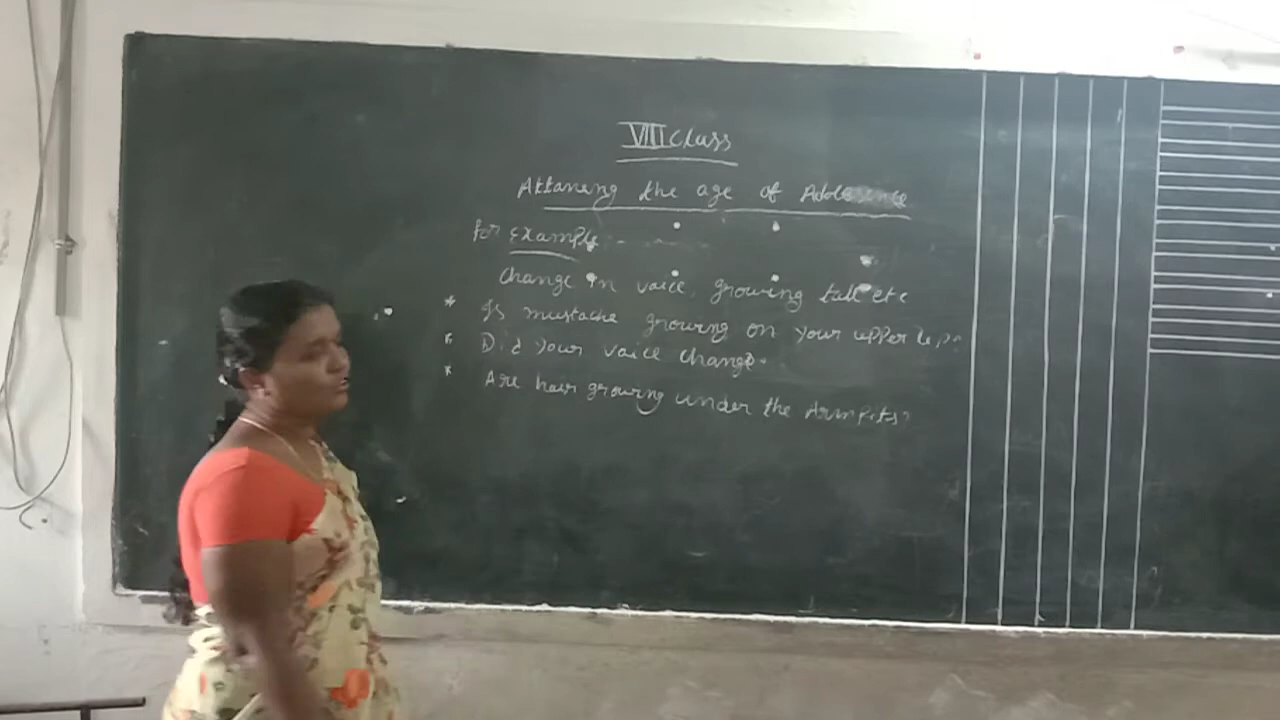 VIII Class
Attaneng the age of Adolesence
for Example
Change in voice, growing tall etc
* Is mustache growing on your upper lip?
* Did your voice change.
* Are hair growing under the Armpits?